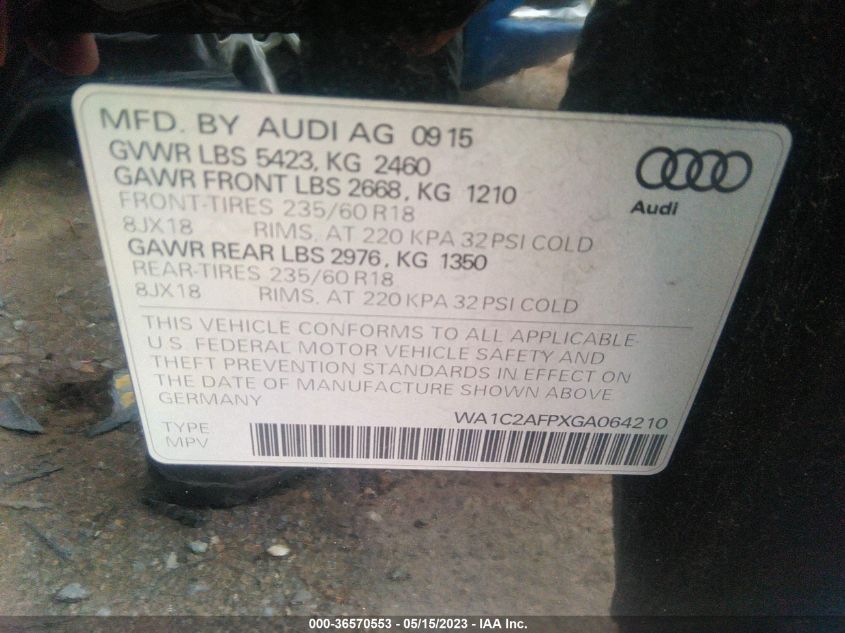 MFD. BY AUDI AG 09 15
GVWR LBS 5423, KG 2460
GAWR FRONT LBS 2668, KG 1210
FRONT-TIRES 235/60 R18
8JX18 RIMS, AT 220 KPA 32 PSI COLD
GAWR REAR LBS 2976, KG 1350
REAR-TIRES 235/60 R18
8JX18 RIMS, AT 220 KPA 32 PSI COLD
Audi
THIS VEHICLE CONFORMS TO ALL APPLICABLE
U.S. FEDERAL MOTOR VEHICLE SAFETY AND
THEFT PREVENTION STANDARDS IN EFFECT ON
THE DATE OF MANUFACTURE SHOWN ABOVE.
GERMANY
WA1C2AFPXGA064210
TYPE
MPV
000-36570553 - 05/15/2023 - IAA Inc.